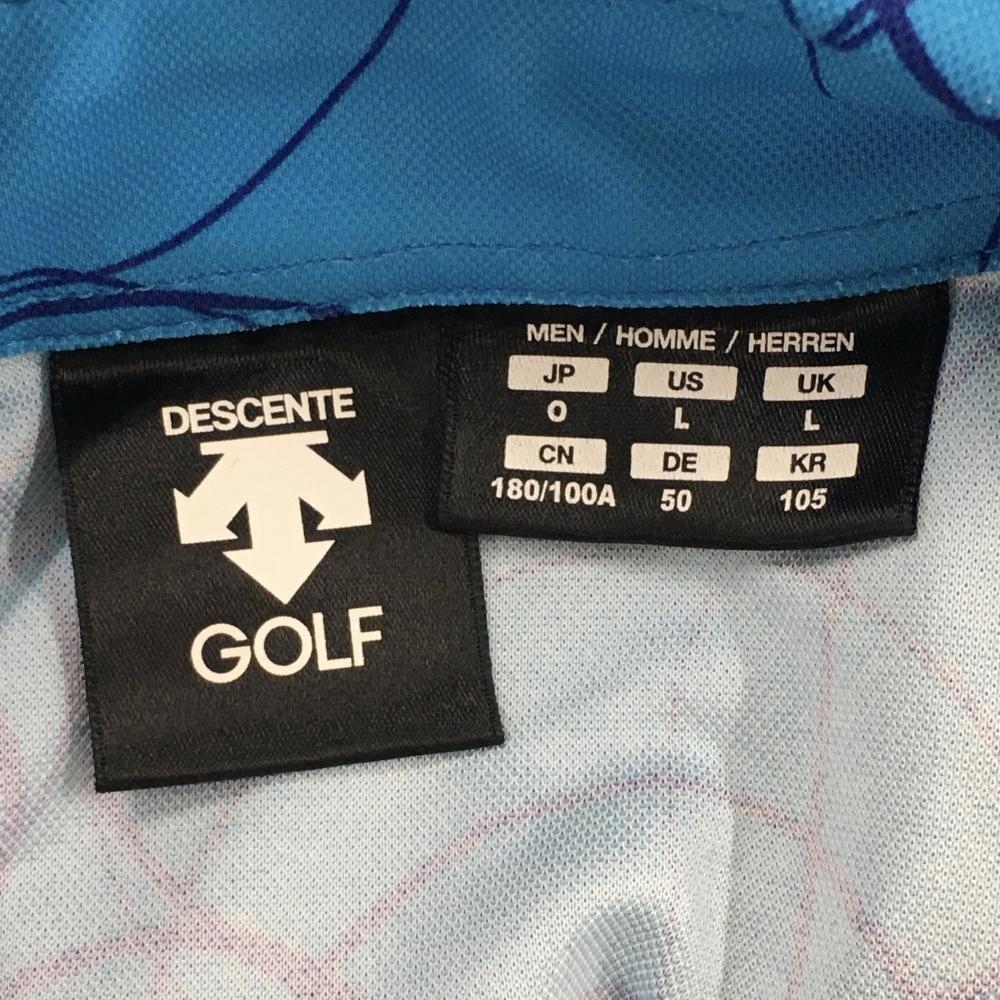 DESCENTE
GOLF
MEN / HOMME / HERREN
JP US UK
O L L
CN DE KR
180/100A 50 105